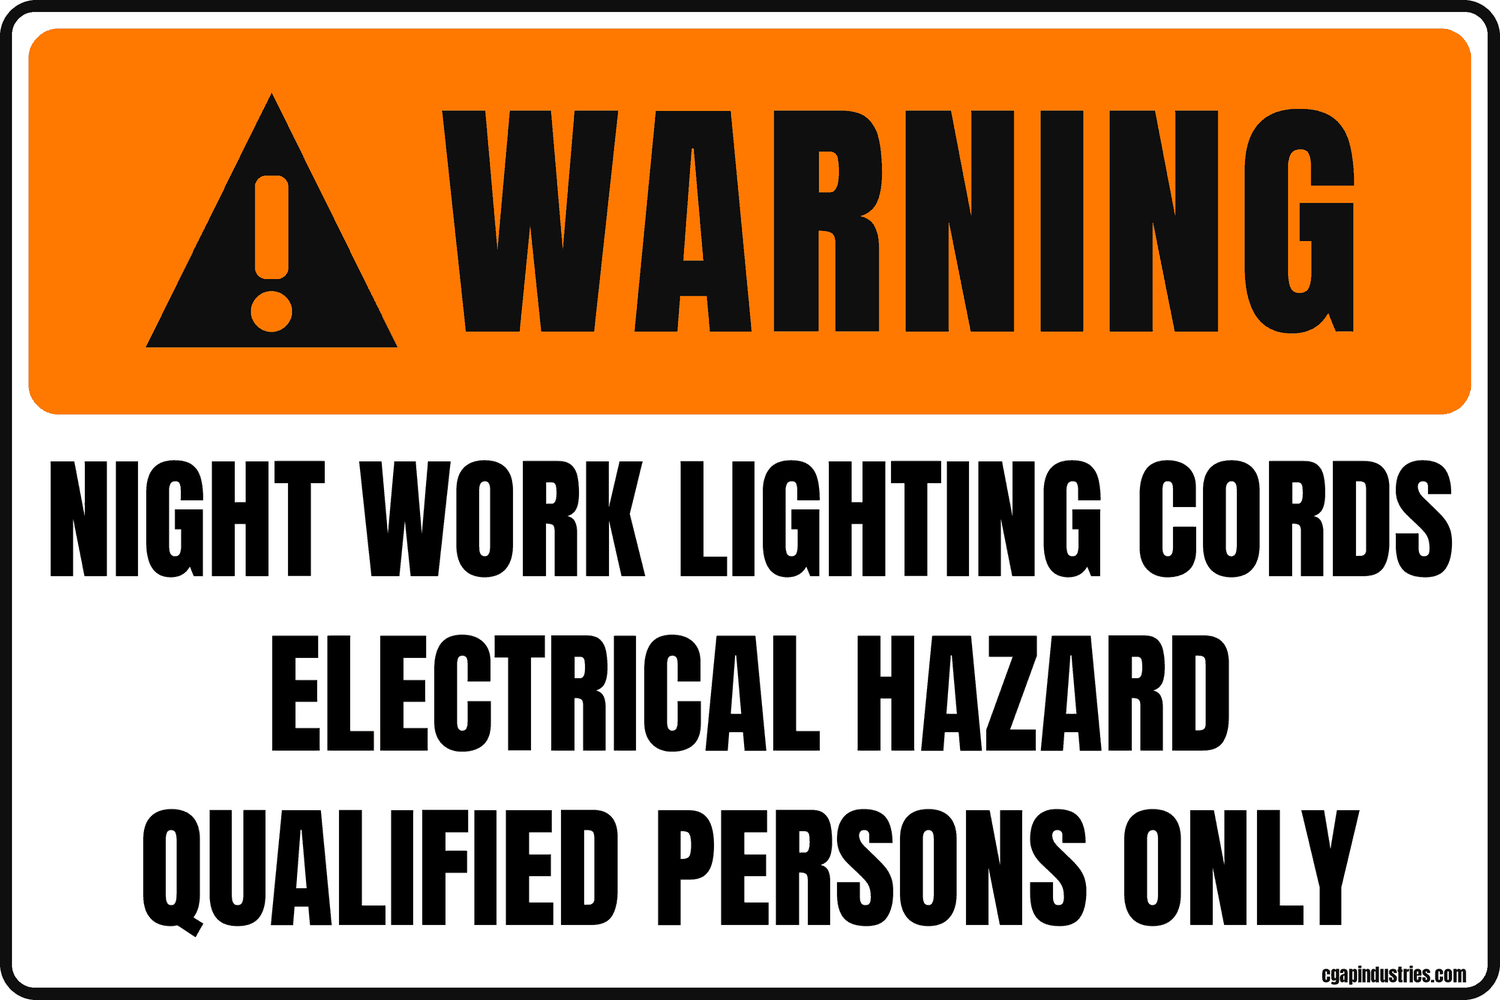 WARNING
NIGHT WORK LIGHTING CORDS
ELECTRICAL HAZARD
QUALIFIED PERSONS ONLY
cgapindustries.com